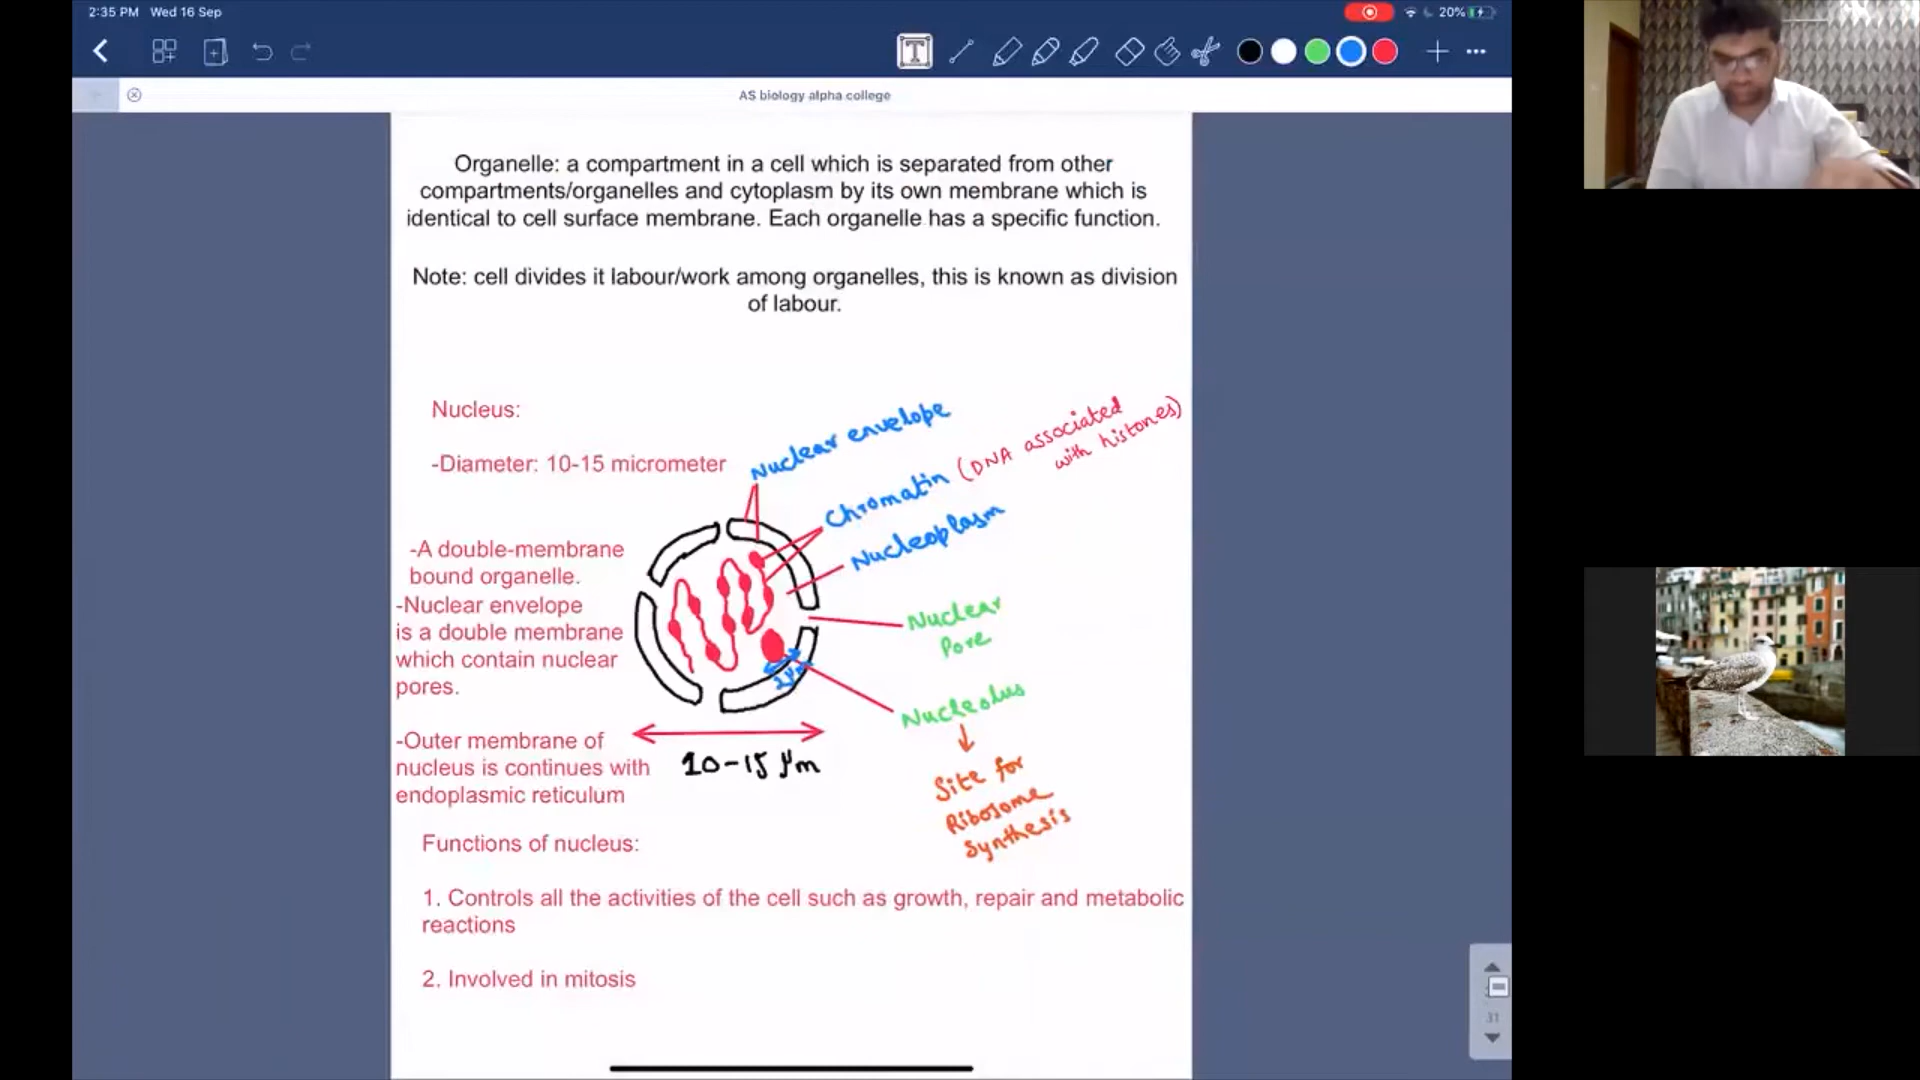 2:35 PM Wed 16 Sep
20%
AS biology alpha college
Organelle: a compartment in a cell which is separated from other
compartments/organelles and cytoplasm by its own membrane which is
identical to cell surface membrane. Each organelle has a specific function.
Note: cell divides it labour/work among organelles, this is known as division
of labour.
Nucleus:
-Diameter: 10-15 micrometer
Nuclear envelope
Chromatin (DNA associated
with histones)
Nucleoplasm
-A double-membrane
bound organelle.
-Nuclear envelope
is a double membrane
which contain nuclear
pores.
Nuclear
Pore
2μm
Nucleolus
-Outer membrane of
nucleus is continues with
endoplasmic reticulum
10-15 μm
Site for
Ribosome
synthesis
Functions of nucleus:
1. Controls all the activities of the cell such as growth, repair and metabolic
reactions
2. Involved in mitosis
31